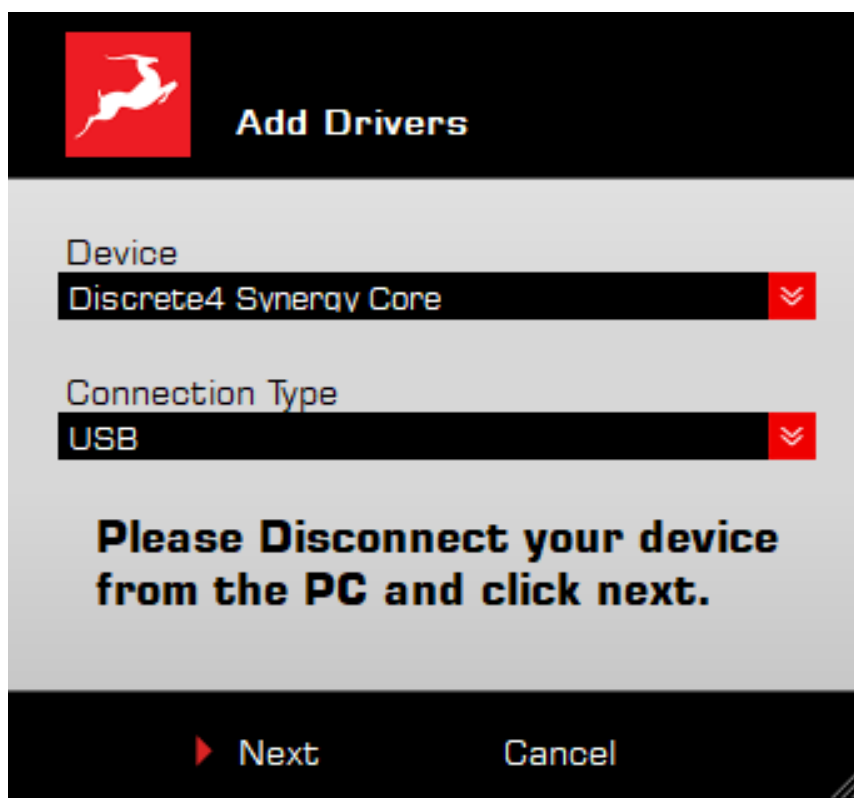 Add Drivers
Device
Discrete4 Synergy Core
Connection Type
USB
Please Disconnect your device
from the PC and click next.
Next
Cancel